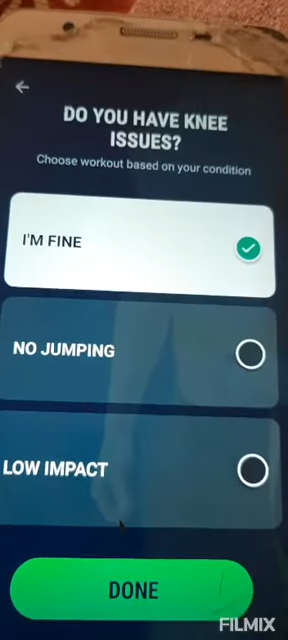 DO YOU HAVE KNEE
ISSUES?
Choose workout based on your condition
I'M FINE
NO JUMPING
LOW IMPACT
DONE
FILMIX